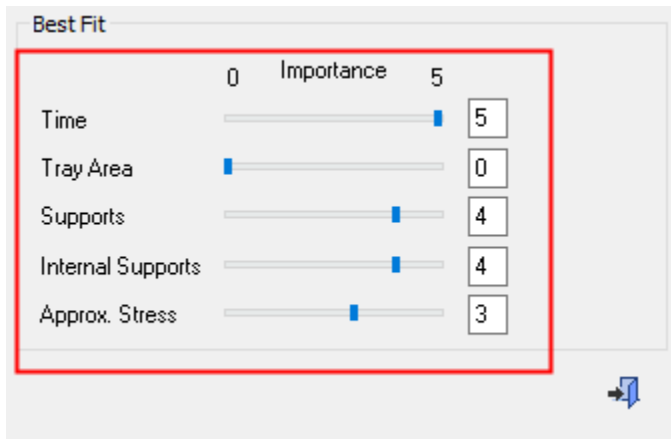 Best Fit
0 Importance 5
Time 5
Tray Area 0
Supports 4
Internal Supports 4
Approx. Stress 3